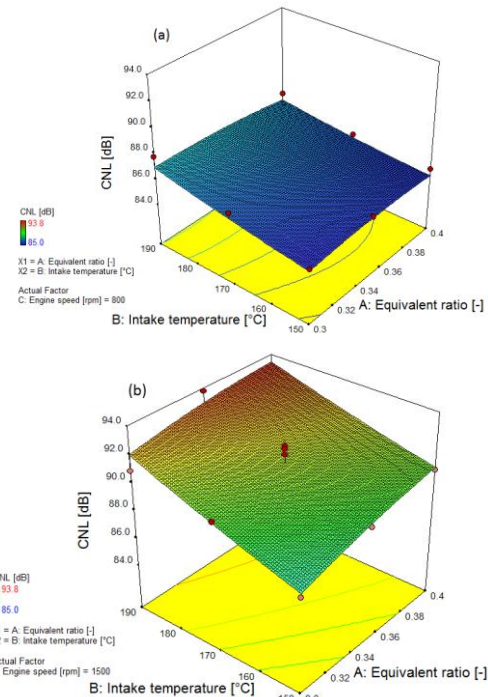 (a)
94.0
92.0
90.0
88.0
86.0
84.0
CNL [dB]
CNL [dB]
93.8
85.0
X1 = A: Equivalent ratio [-]
X2 = B: Intake temperature [°C]
Actual Factor
C: Engine speed [rpm] = 800
190
180
170
160
150
0.3
0.32
0.34
0.36
0.38
0.4
B: Intake temperature [°C]
A: Equivalent ratio [-]
(b)
94.0
92.0
90.0
88.0
86.0
84.0
CNL [dB]
NL [dB]
93.8
85.0
= A: Equivalent ratio [-]
= B: Intake temperature [°C]
ctual Factor
Engine speed [rpm] = 1500
190
180
170
160
0.32
0.34
0.36
0.38
0.4
B: Intake temperature [°C]
A: Equivalent ratio [-]